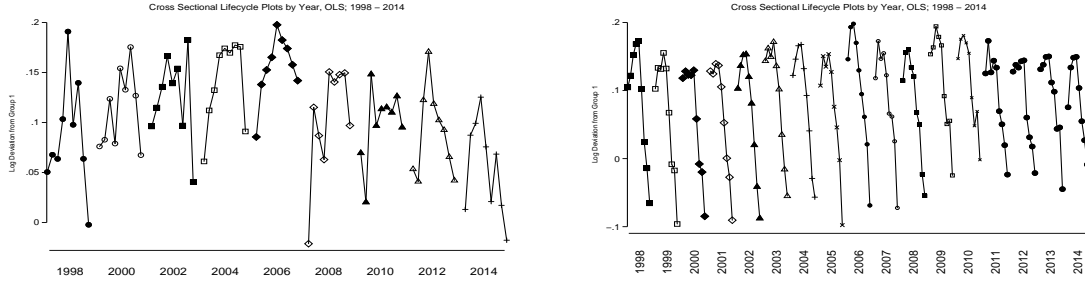 Cross Sectional Lifecycle Plots by Year, OLS; 1998 – 2014
Log Deviation from Group 1
.2
.15
.1
.05
0
1998 2000 2002 2004 2006 2008 2010 2012 2014
Cross Sectional Lifecycle Plots by Year, OLS; 1998 – 2014
Log Deviation from Group 1
.2
.1
0
–.1
1998 1999 2000 2001 2002 2003 2004 2005 2006 2007 2008 2009 2010 2011 2012 2013 2014